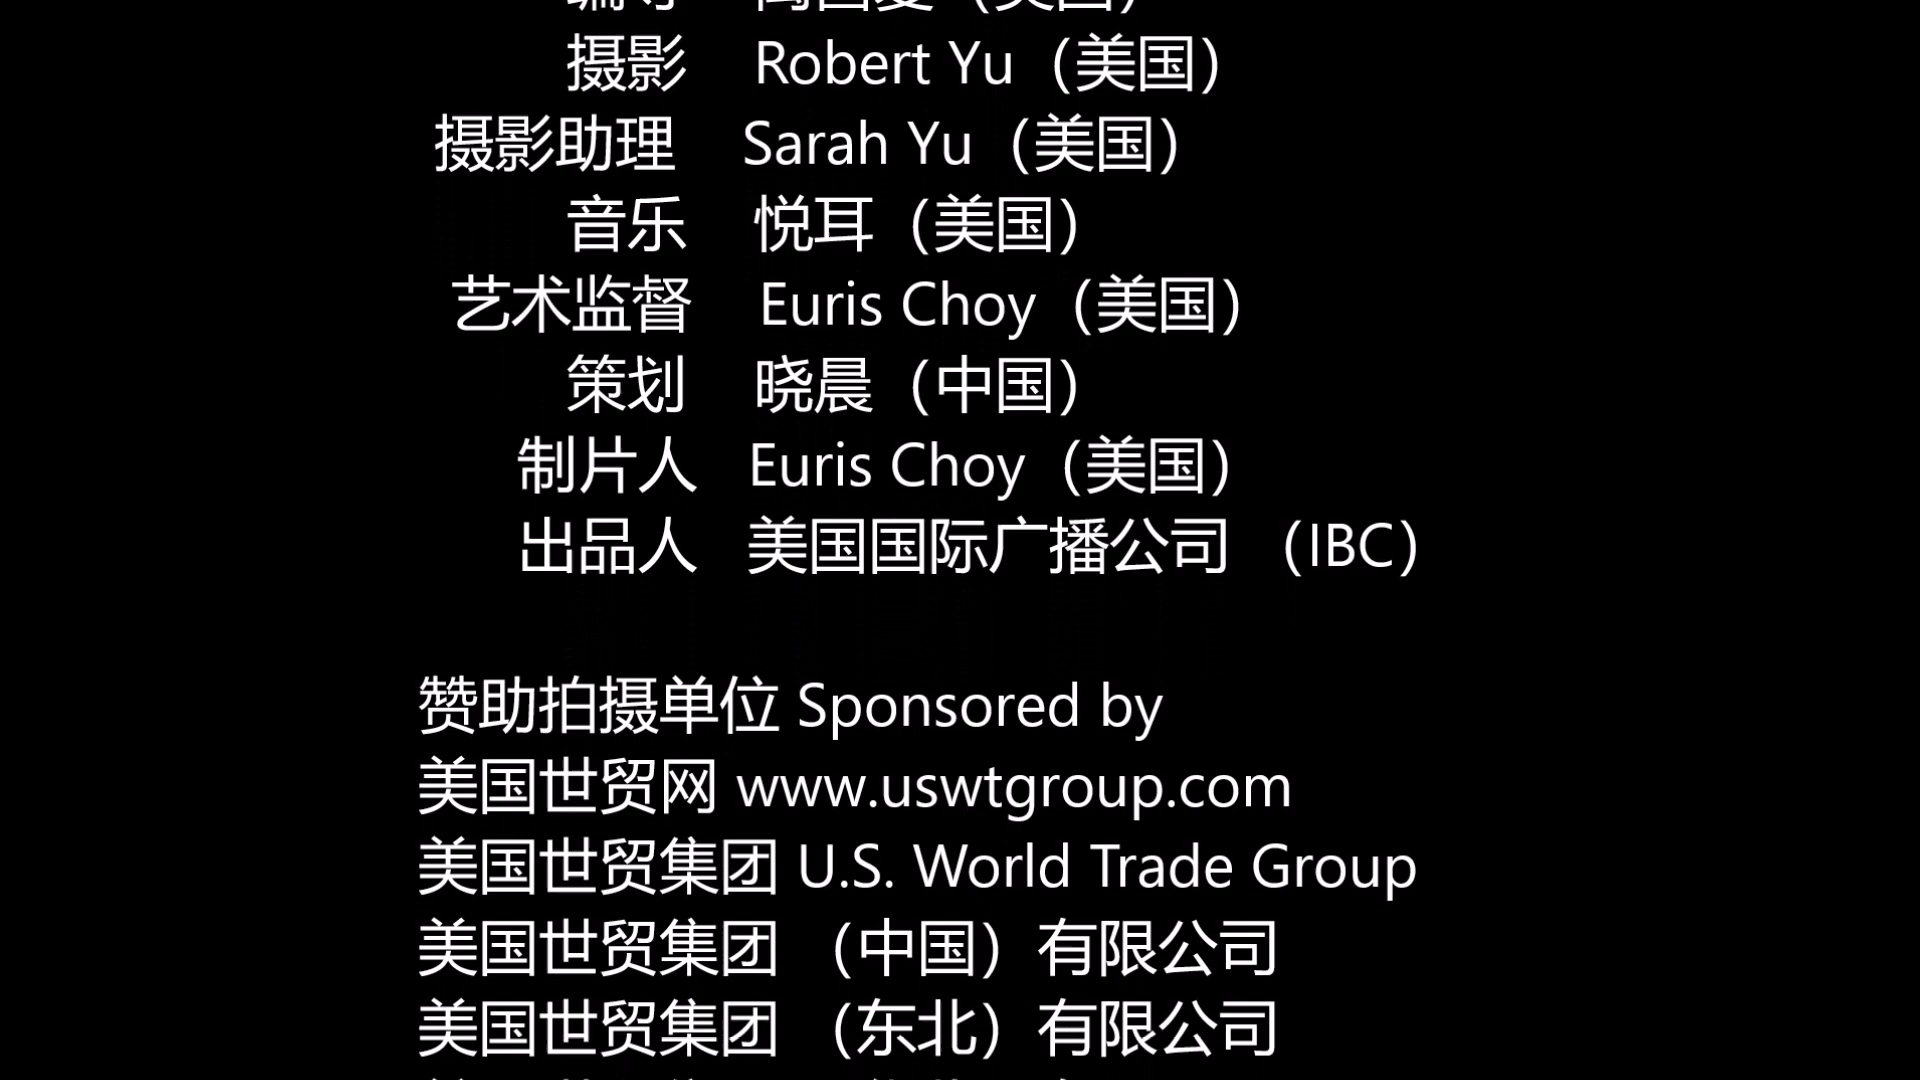 摄影 Robert Yu（美国）
摄影助理 Sarah Yu（美国）
音乐 悦耳（美国）
艺术监督 Euris Choy（美国）
策划 晓晨（中国）
制片人 Euris Choy（美国）
出品人 美国国际广播公司 （IBC）
赞助拍摄单位 Sponsored by
美国世贸网 www.uswtgroup.com
美国世贸集团 U.S. World Trade Group
美国世贸集团 （中国）有限公司
美国世贸集团 （东北）有限公司